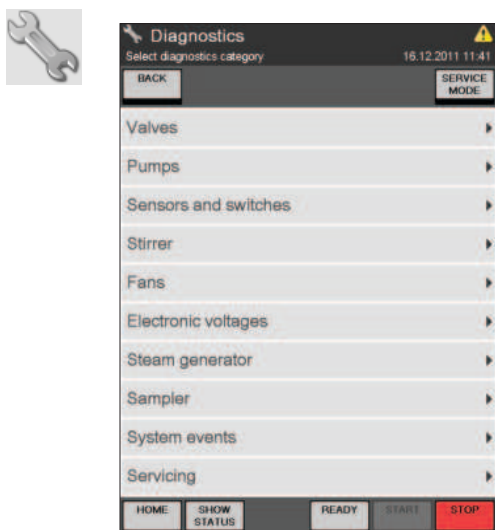 Diagnostics
Select diagnostics category 16.12.2011 11:41
BACK SERVICE
MODE
Valves
Pumps
Sensors and switches
Stirrer
Fans
Electronic voltages
Steam generator
Sampler
System events
Servicing
HOME SHOW READY START STOP
STATUS